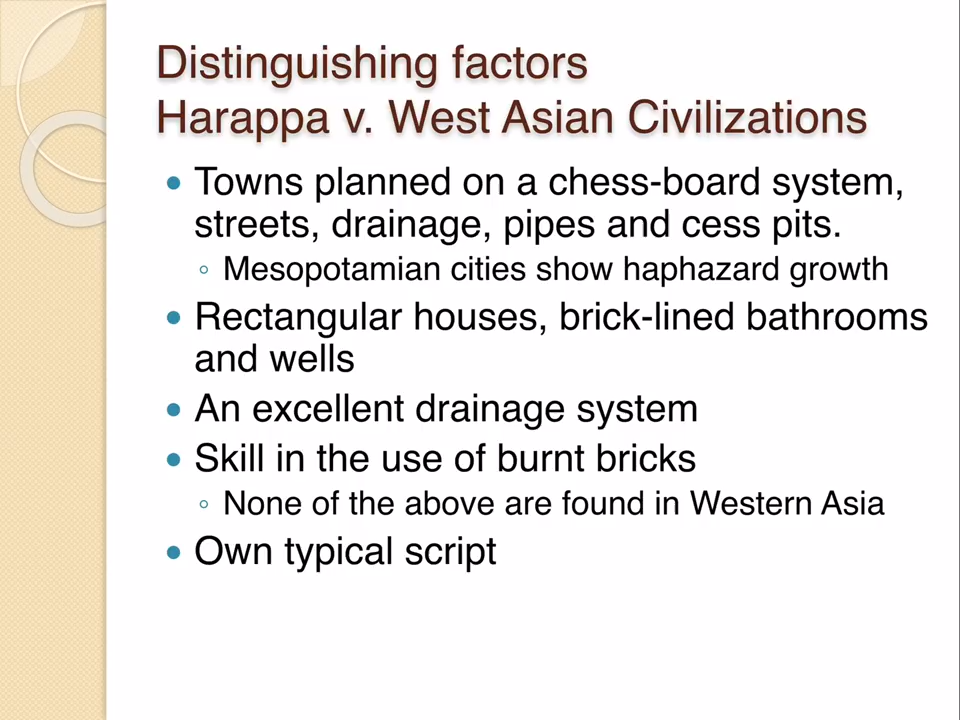 Distinguishing factors
Harappa v. West Asian Civilizations
• Towns planned on a chess-board system,
streets, drainage, pipes and cess pits.
◦ Mesopotamian cities show haphazard growth
• Rectangular houses, brick-lined bathrooms
and wells
• An excellent drainage system
• Skill in the use of burnt bricks
◦ None of the above are found in Western Asia
• Own typical script